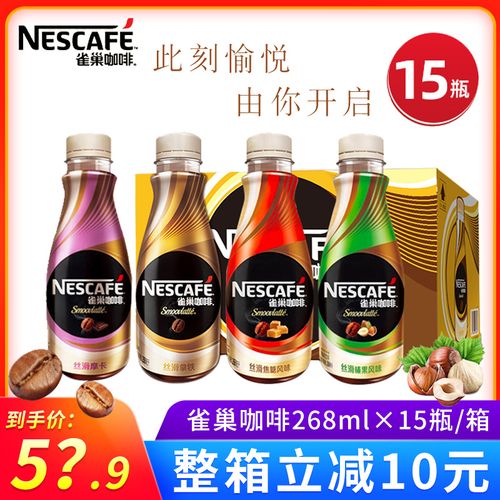 NESCAFÉ
雀巢咖啡
此刻愉悦
由你开启
15瓶
NESCAFÉ
雀巢咖啡
Smoovlatté
丝滑摩卡
NESCAFÉ
雀巢咖啡
Smoovlatté
丝滑拿铁
NESCAFÉ
雀巢咖啡
Smoovlatté
丝滑焦糖风味
NESCAFÉ
雀巢咖啡
Smoovlatté
丝滑榛果风味
到手价:
5?.9
雀巢咖啡268ml×15瓶/箱
整箱立减10元